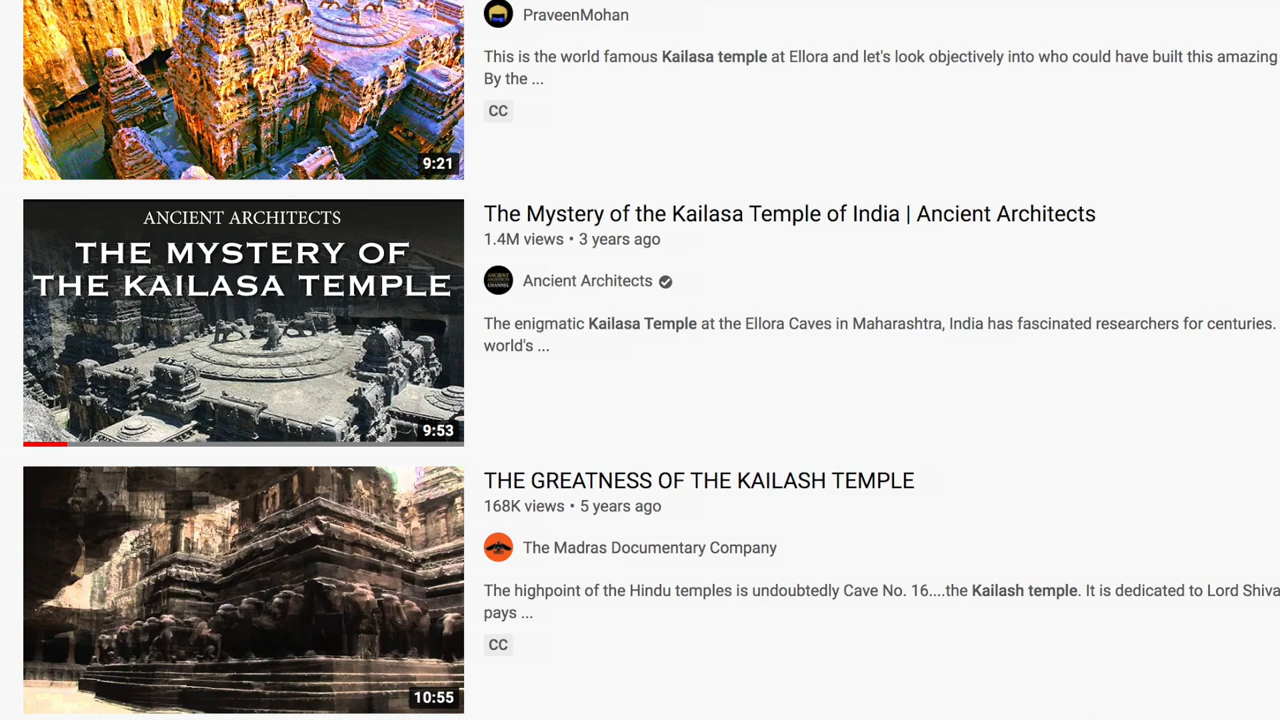 PraveenMohan
This is the world famous Kailasa temple at Ellora and let's look objectively into who could have built this amazing
By the ...
CC
9:21
ANCIENT ARCHITECTS
THE MYSTERY OF
THE KAILASA TEMPLE
9:53
The Mystery of the Kailasa Temple of India | Ancient Architects
1.4M views • 3 years ago
Ancient Architects
The enigmatic Kailasa Temple at the Ellora Caves in Maharashtra, India has fascinated researchers for centuries.
world's ...
10:55
THE GREATNESS OF THE KAILASH TEMPLE
168K views • 5 years ago
The Madras Documentary Company
The highpoint of the Hindu temples is undoubtedly Cave No. 16....the Kailash temple. It is dedicated to Lord Shiva
pays ...
CC